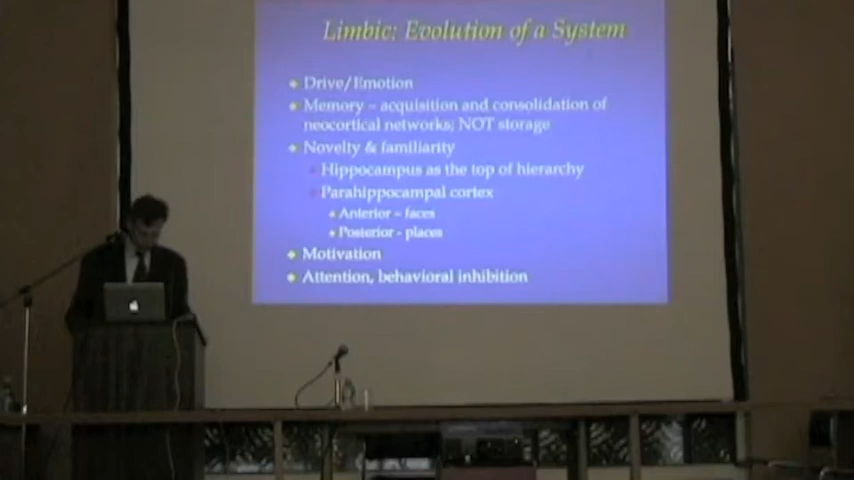 Limbic: Evolution of a System
Drive/Emotion
Memory – acquisition and consolidation of
neocortical networks; NOT storage
Novelty & familiarity
Hippocampus as the top of hierarchy
Parahippocampal cortex
Anterior – faces
Posterior - places
Motivation
Attention, behavioral inhibition